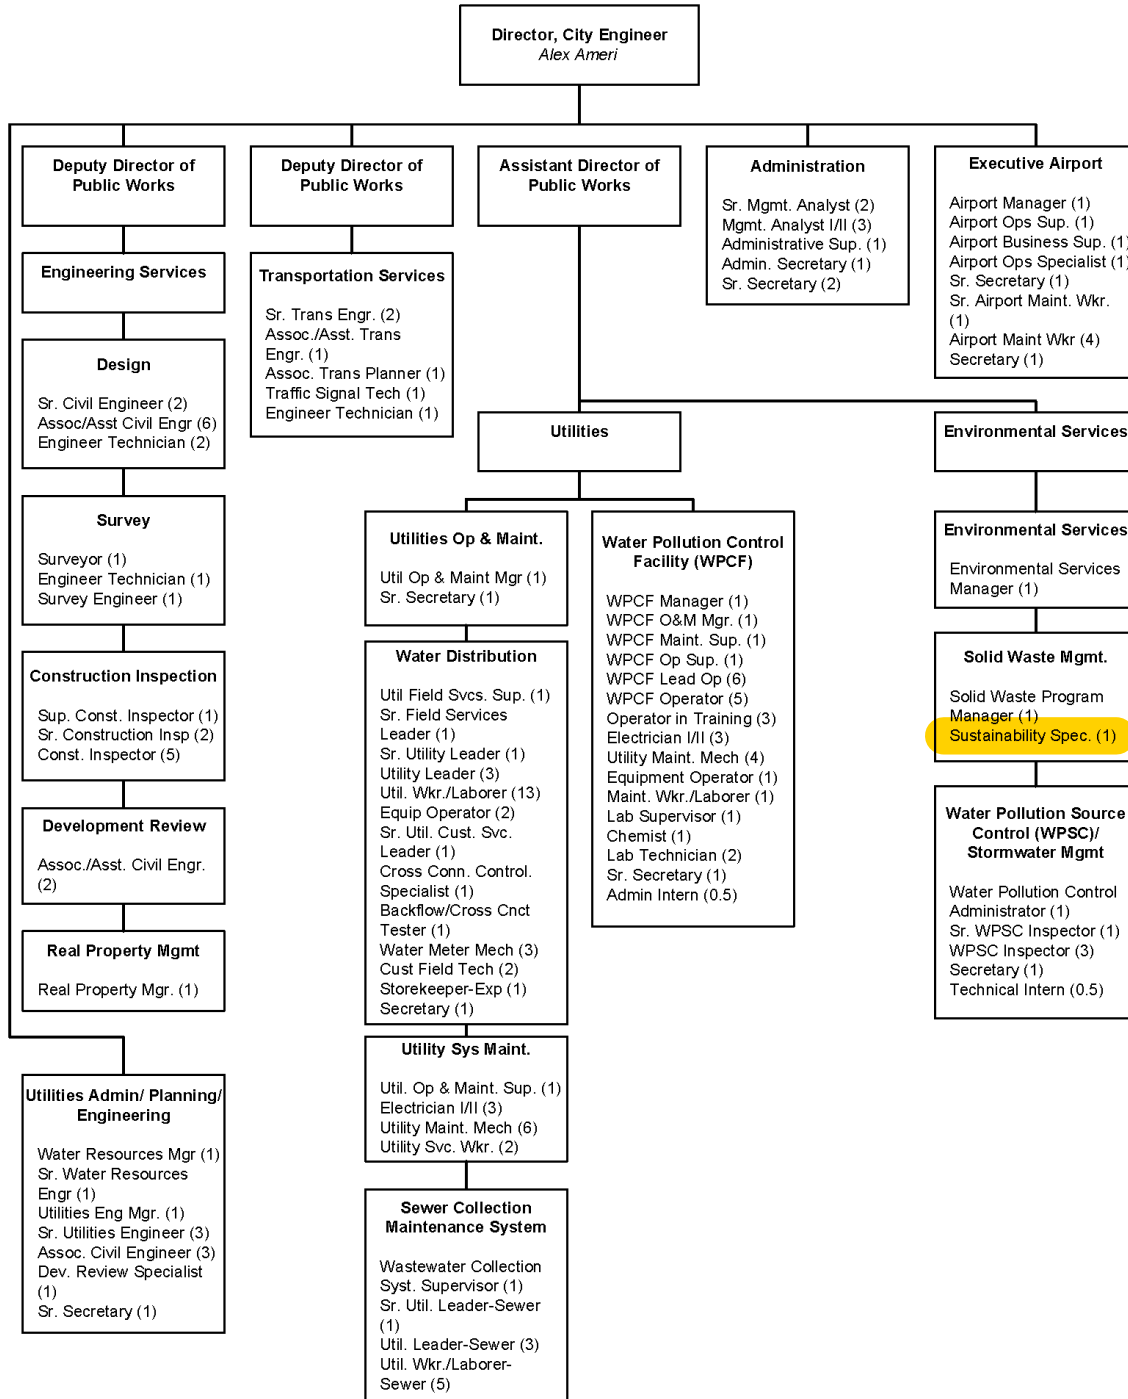 Director, City Engineer
Alex Ameri
Deputy Director of
Public Works
Engineering Services
Design
Sr. Civil Engineer (2)
Assoc/Asst Civil Engr (6)
Engineer Technician (2)
Survey
Surveyor (1)
Engineer Technician (1)
Survey Engineer (1)
Construction Inspection
Sup. Const. Inspector (1)
Sr. Construction Insp (2)
Const. Inspector (5)
Development Review
Assoc./Asst. Civil Engr.
(2)
Real Property Mgmt
Real Property Mgr. (1)
Utilities Admin/ Planning/
Engineering
Water Resources Mgr (1)
Sr. Water Resources
Engr (1)
Utilities Eng Mgr. (1)
Sr. Utilities Engineer (3)
Assoc. Civil Engineer (3)
Dev. Review Specialist
(1)
Sr. Secretary (1)
Deputy Director of
Public Works
Transportation Services
Sr. Trans Engr. (2)
Assoc./Asst. Trans
Engr. (1)
Assoc. Trans Planner (1)
Traffic Signal Tech (1)
Engineer Technician (1)
Assistant Director of
Public Works
Utilities
Utilities Op & Maint.
Util Op & Maint Mgr (1)
Sr. Secretary (1)
Water Distribution
Util Field Svcs. Sup. (1)
Sr. Field Services
Leader (1)
Sr. Utility Leader (1)
Utility Leader (3)
Util. Wkr./Laborer (13)
Equip Operator (2)
Sr. Util. Cust. Svc.
Leader (1)
Cross Conn. Control.
Specialist (1)
Backflow/Cross Cnct
Tester (1)
Water Meter Mech (3)
Cust Field Tech (2)
Storekeeper-Exp (1)
Secretary (1)
Utility Sys Maint.
Util. Op & Maint. Sup. (1)
Electrician I/II (3)
Utility Maint. Mech (6)
Utility Svc. Wkr. (2)
Sewer Collection
Maintenance System
Wastewater Collection
Syst. Supervisor (1)
Sr. Util. Leader-Sewer
(1)
Util. Leader-Sewer (3)
Util. Wkr./Laborer-
Sewer (5)
Water Pollution Control
Facility (WPCF)
WPCF Manager (1)
WPCF O&M Mgr. (1)
WPCF Maint. Sup. (1)
WPCF Op Sup. (1)
WPCF Lead Op (6)
WPCF Operator (5)
Operator in Training (3)
Electrician I/II (3)
Utility Maint. Mech (4)
Equipment Operator (1)
Maint. Wkr./Laborer (1)
Lab Supervisor (1)
Chemist (1)
Lab Technician (2)
Sr. Secretary (1)
Admin Intern (0.5)
Administration
Sr. Mgmt. Analyst (2)
Mgmt. Analyst I/II (3)
Administrative Sup. (1)
Admin. Secretary (1)
Sr. Secretary (2)
Executive Airport
Airport Manager (1)
Airport Ops Sup. (1)
Airport Business Sup. (1)
Airport Ops Specialist (1)
Sr. Secretary (1)
Sr. Airport Maint. Wkr.
(1)
Airport Maint Wkr (4)
Secretary (1)
Environmental Services
Environmental Services
Environmental Services
Manager (1)
Solid Waste Mgmt.
Solid Waste Program
Manager (1)
Sustainability Spec. (1)
Water Pollution Source
Control (WPSC)/
Stormwater Mgmt
Water Pollution Control
Administrator (1)
Sr. WPSC Inspector (1)
WPSC Inspector (3)
Secretary (1)
Technical Intern (0.5)